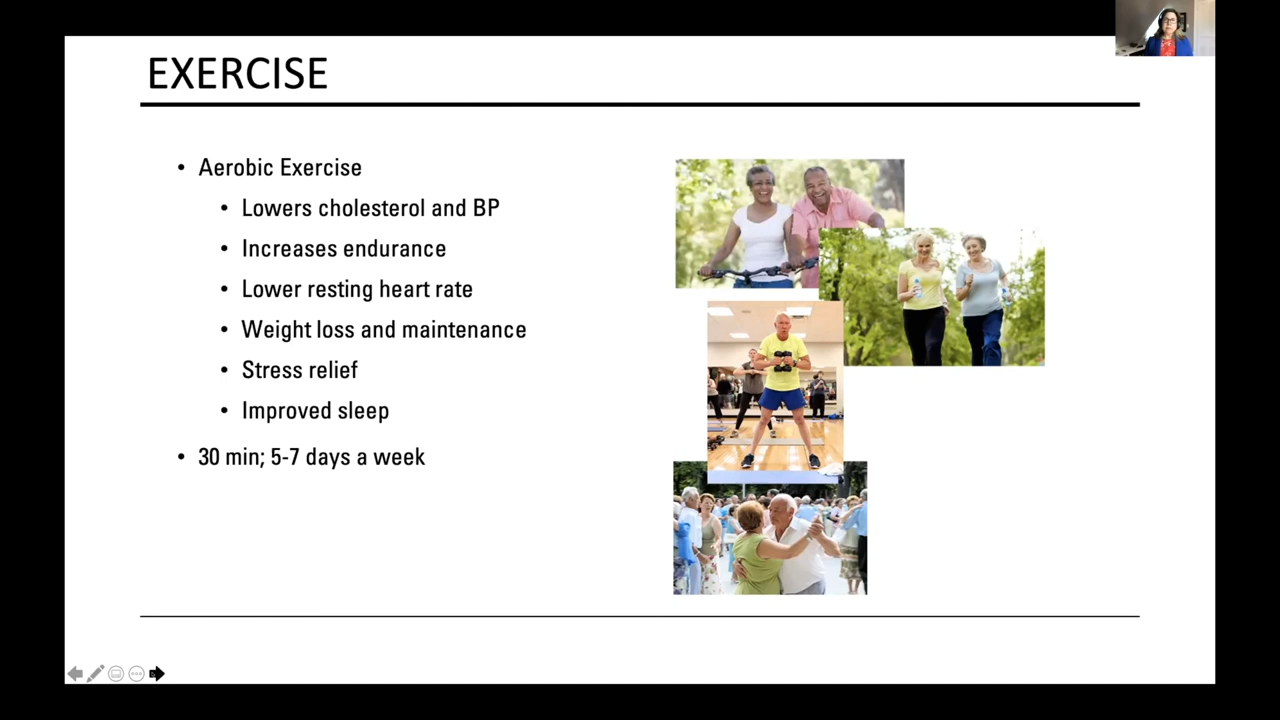 EXERCISE
• Aerobic Exercise
• Lowers cholesterol and BP
• Increases endurance
• Lower resting heart rate
• Weight loss and maintenance
• Stress relief
• Improved sleep
• 30 min; 5-7 days a week